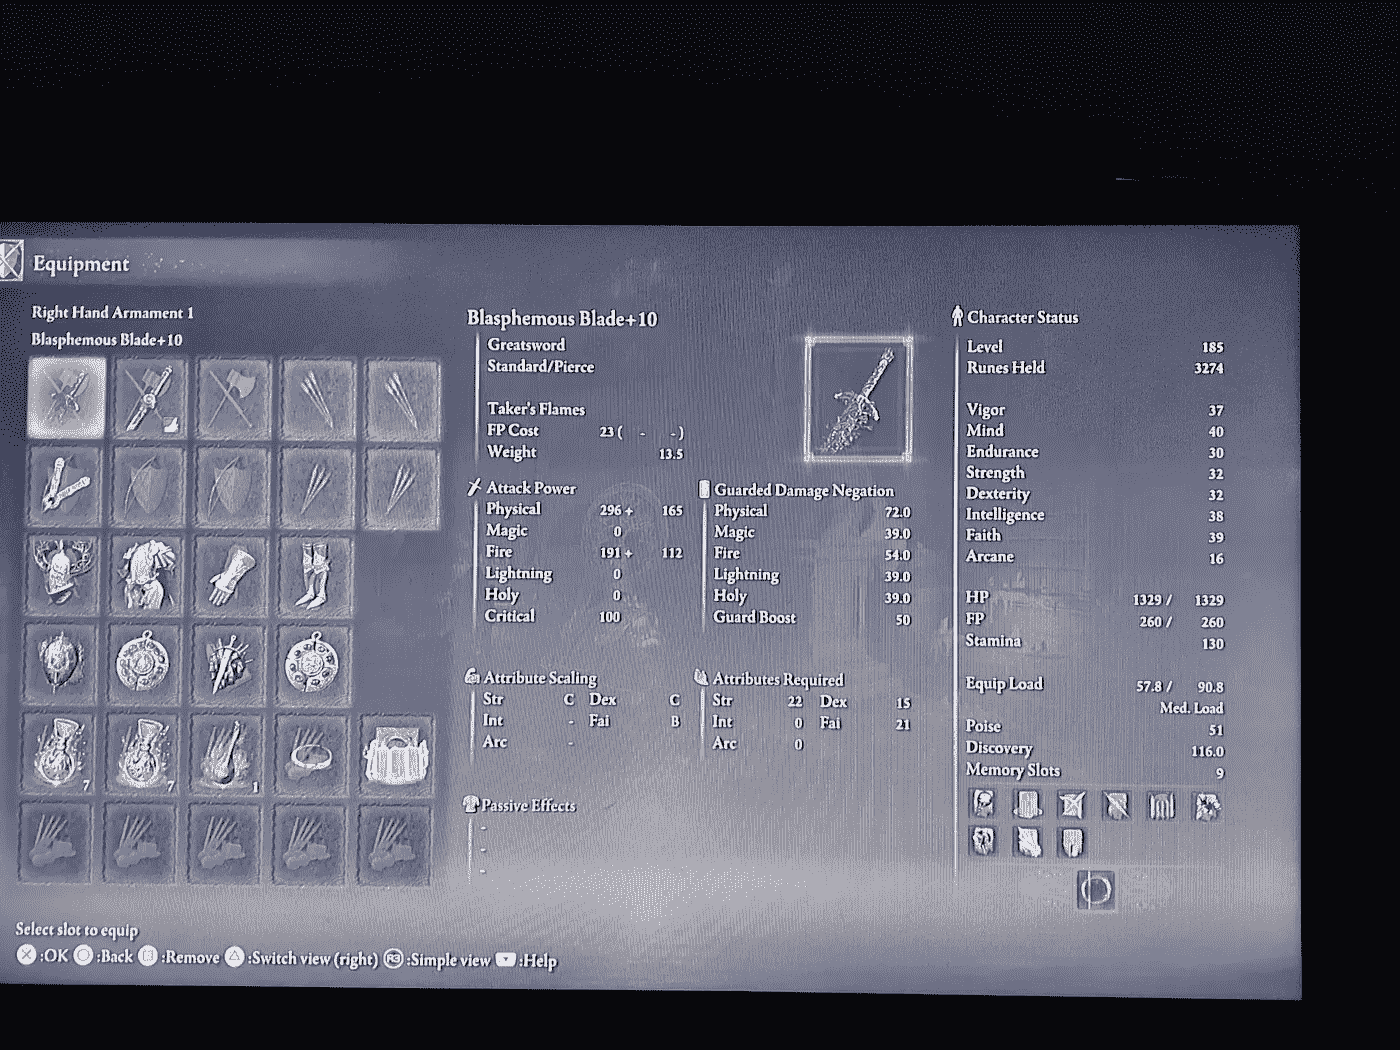 Equipment
Right Hand Armament 1
Blasphemous Blade+10
7
7
1
Select slot to equip
:OK :Back :Remove :Switch view (right) R3 :Simple view :Help
Blasphemous Blade+10
Greatsword
Standard/Pierce
Taker's Flames
FP Cost 23 ( - -)
Weight 13.5
Attack Power
Physical 296 + 165
Magic 0
Fire 191 + 112
Lightning 0
Holy 0
Critical 100
Guarded Damage Negation
Physical 72.0
Magic 39.0
Fire 54.0
Lightning 39.0
Holy 39.0
Guard Boost 50
Attribute Scaling
Str C Dex C
Int - Fai B
Arc -
Attributes Required
Str 22 Dex 15
Int 0 Fai 21
Arc 0
Passive Effects
-
-
-
Character Status
Level 185
Runes Held 3274
Vigor 37
Mind 40
Endurance 30
Strength 32
Dexterity 32
Intelligence 38
Faith 39
Arcane 16
HP 1329 / 1329
FP 260 / 260
Stamina 130
Equip Load 57.8 / 90.8
Med. Load
Poise 51
Discovery 116.0
Memory Slots 9